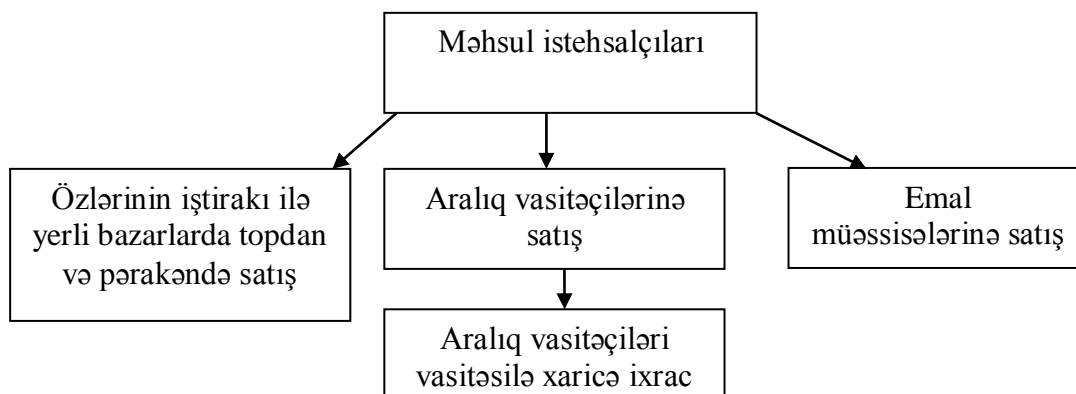 Məhsul istehsalçıları
Özlərinin iştirakı ilə
yerli bazarlarda topdan
və pərakəndə satış
Aralıq vasitəçilərinə
satış
Emal
müəssisələrinə satış
Aralıq vasitəçiləri
vasitəsilə xaricə ixrac